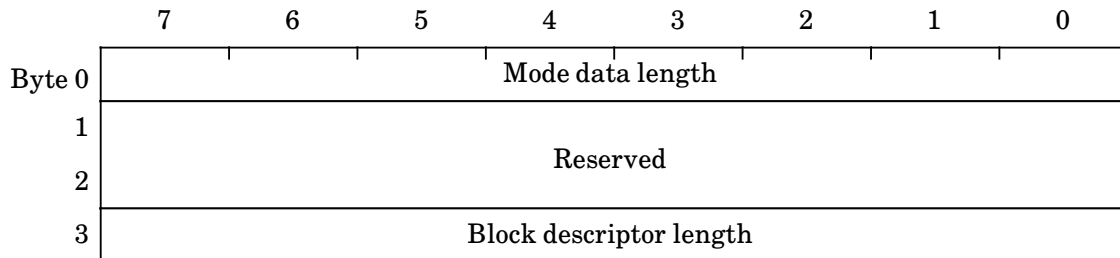 7 6 5 4 3 2 1 0
Byte 0 Mode data length
1
Reserved
2
3 Block descriptor length